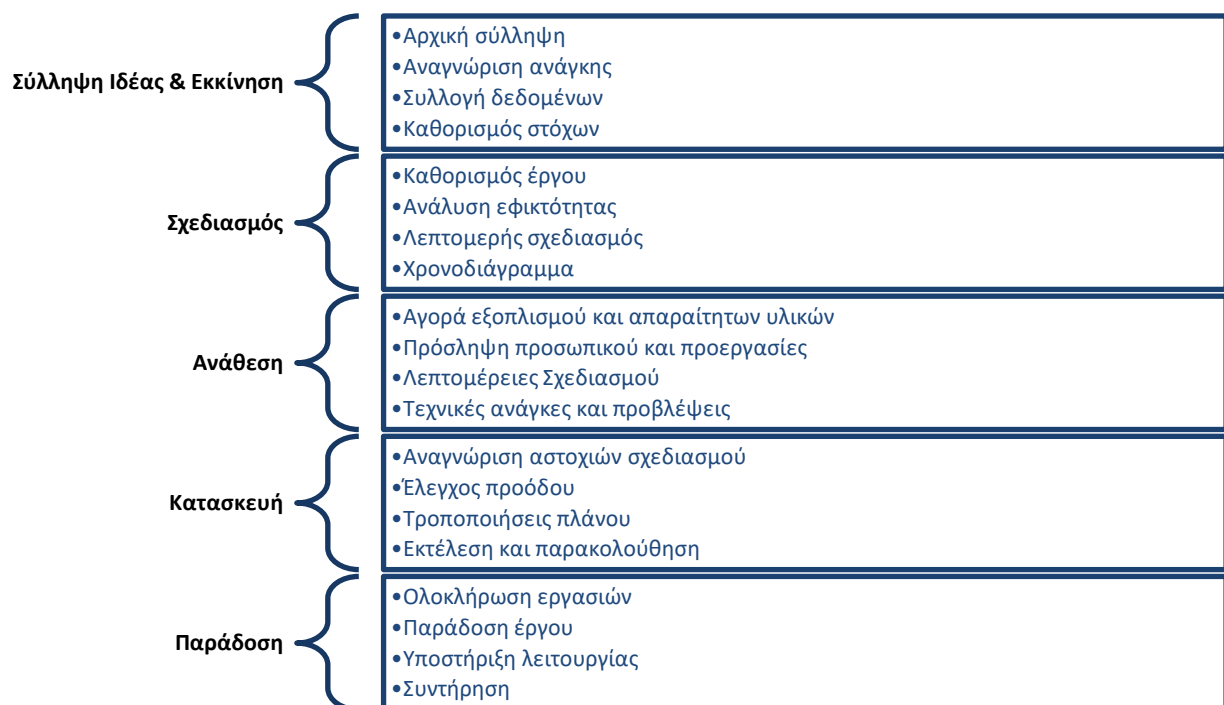 Σύλληψη Ιδέας & Εκκίνηση
•Αρχική σύλληψη
•Αναγνώριση ανάγκης
•Συλλογή δεδομένων
•Καθορισμός στόχων
Σχεδιασμός
•Καθορισμός έργου
•Ανάλυση εφικτότητας
•Λεπτομερής σχεδιασμός
•Χρονοδιάγραμμα
Ανάθεση
•Αγορά εξοπλισμού και απαραίτητων υλικών
•Πρόσληψη προσωπικού και προεργασίες
•Λεπτομέρειες Σχεδιασμού
•Τεχνικές ανάγκες και προβλέψεις
Κατασκευή
•Αναγνώριση αστοχιών σχεδιασμού
•Έλεγχος προόδου
•Τροποποιήσεις πλάνου
•Εκτέλεση και παρακολούθηση
Παράδοση
•Ολοκλήρωση εργασιών
•Παράδοση έργου
•Υποστήριξη λειτουργίας
•Συντήρηση